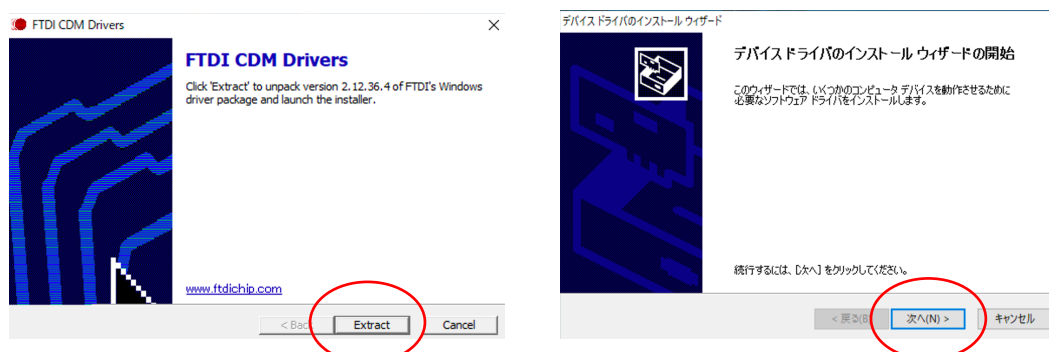 FTDI CDM Drivers
FTDI CDM Drivers
Click 'Extract' to unpack version 2.12.36.4 of FTDI's Windows
driver package and launch the installer.
www.ftdichip.com
< Back
Extract
Cancel
デバイス ドライバのインストール ウィザード
デバイス ドライバのインストール ウィザードの開始
このウィザードでは、いくつかのコンピュータ デバイスを動作させるために
必要なソフトウェア ドライバをインストールします。
続行するには、[次へ] をクリックしてください。
< 戻る(B)
次へ(N) >
キャンセル